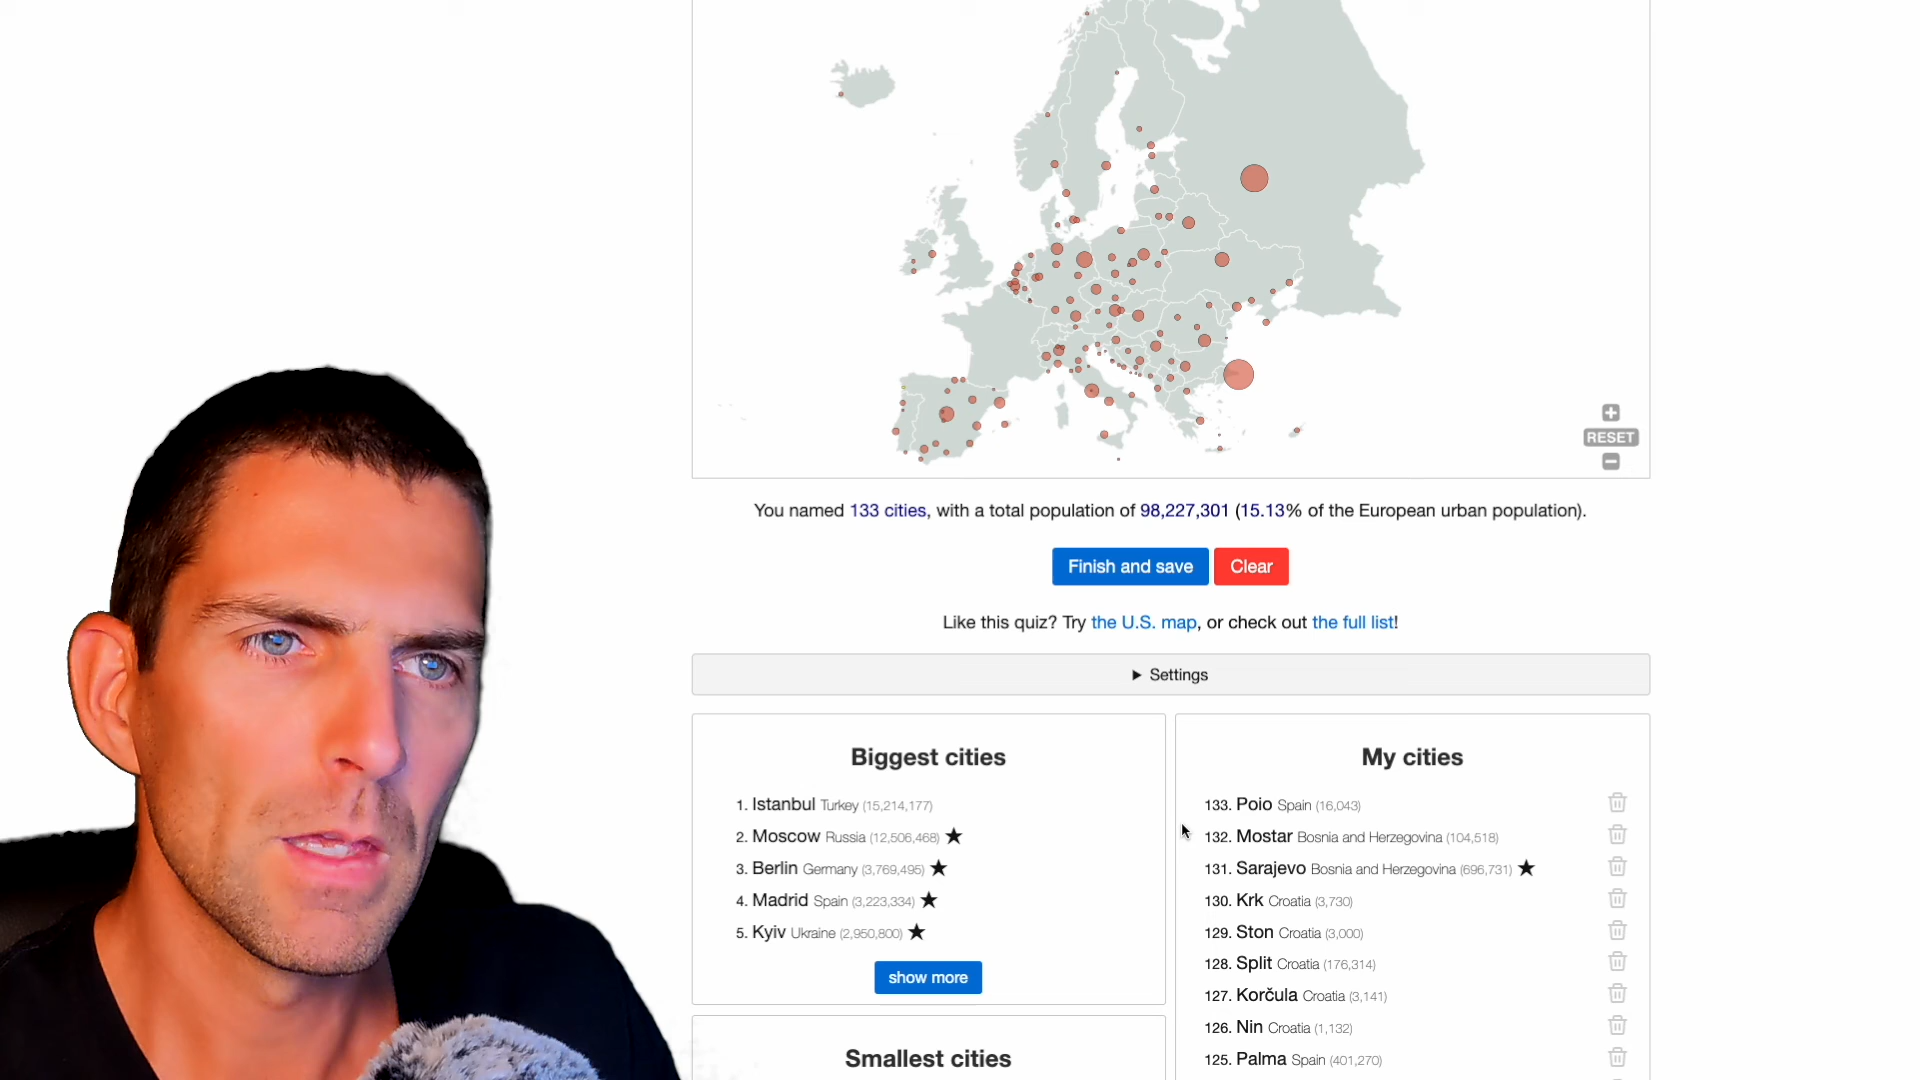 RESET
You named 133 cities, with a total population of 98,227,301 (15.13% of the European urban population).
Finish and save
Clear
Like this quiz? Try the U.S. map, or check out the full list!
▶ Settings
Biggest cities
1. Istanbul Turkey (15,214,177)
2. Moscow Russia (12,506,468) ★
3. Berlin Germany (3,769,495) ★
4. Madrid Spain (3,223,334) ★
5. Kyiv Ukraine (2,950,800) ★
show more
Smallest cities
My cities
133. Poio Spain (16,043)
132. Mostar Bosnia and Herzegovina (104,518)
131. Sarajevo Bosnia and Herzegovina (696,731) ★
130. Krk Croatia (3,730)
129. Ston Croatia (3,000)
128. Split Croatia (176,314)
127. Korčula Croatia (3,141)
126. Nin Croatia (1,132)
125. Palma Spain (401,270)